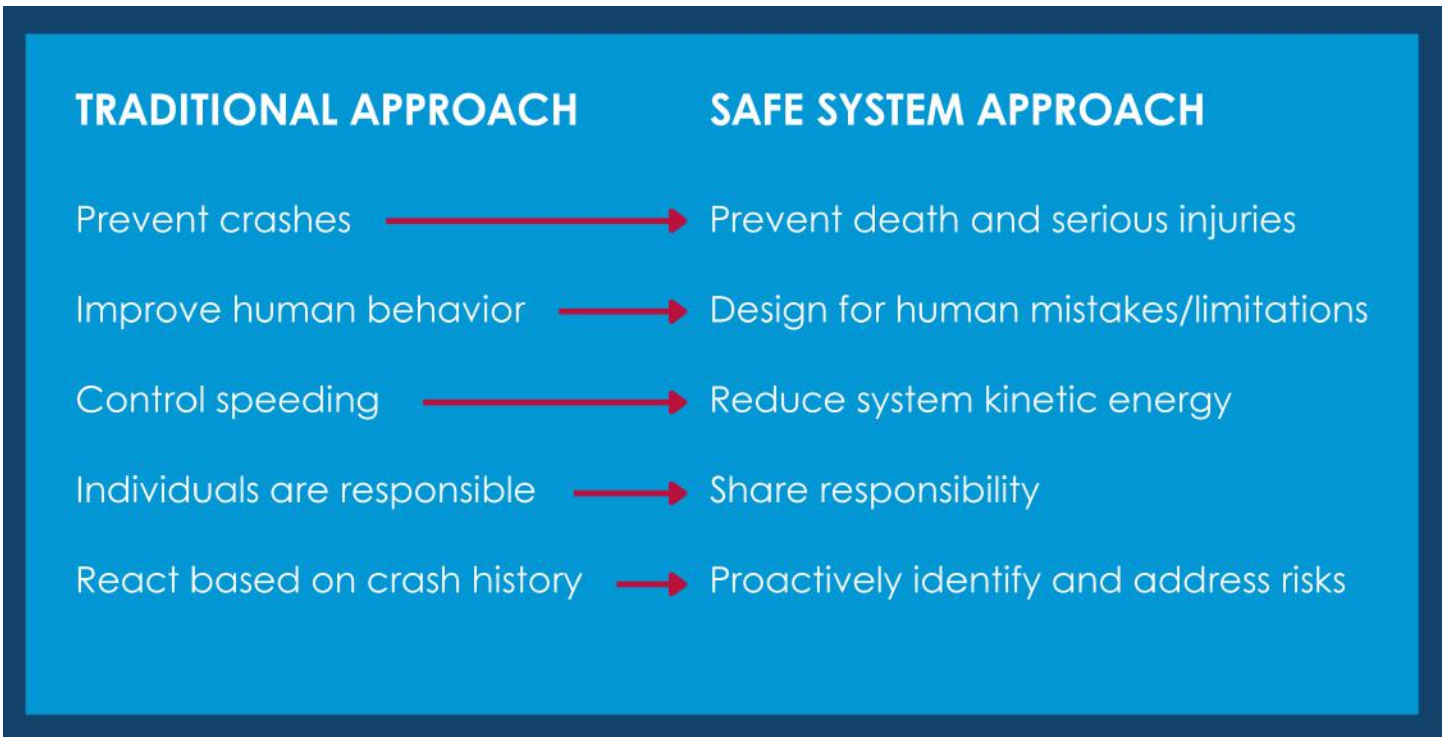 TRADITIONAL APPROACH SAFE SYSTEM APPROACH
Prevent crashes Prevent death and serious injuries
Improve human behavior Design for human mistakes/limitations
Control speeding Reduce system kinetic energy
Individuals are responsible Share responsibility
React based on crash history Proactively identify and address risks